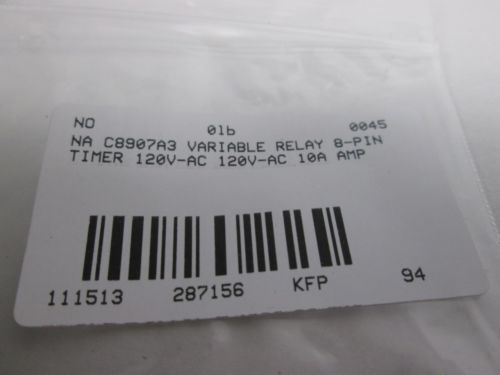 NO 01b 0045
NA C8907A3 VARIABLE RELAY 8-PIN
TIMER 120V-AC 120V-AC 10A AMP
111513 287156 KFP 94